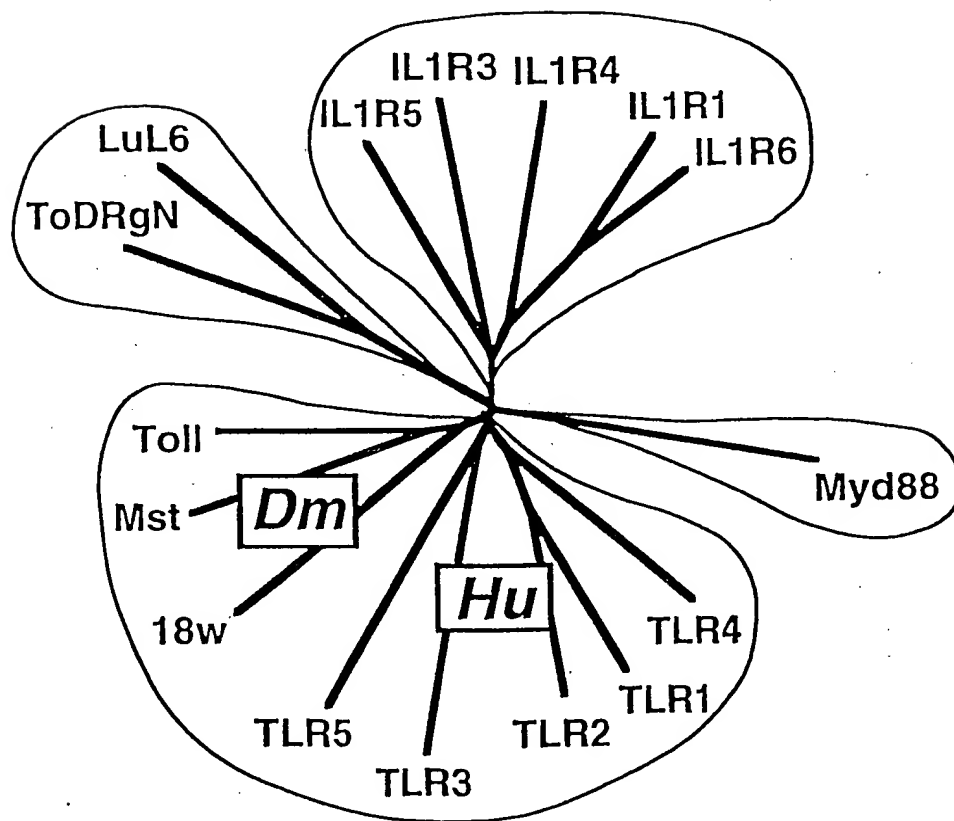 IL1R3
IL1R4
IL1R5
IL1R1
LuL6
IL1R6
ToDRgN
Toll
Myd88
Mst
Dm
Hu
18w
TLR4
TLR1
TLR5
TLR2
TLR3